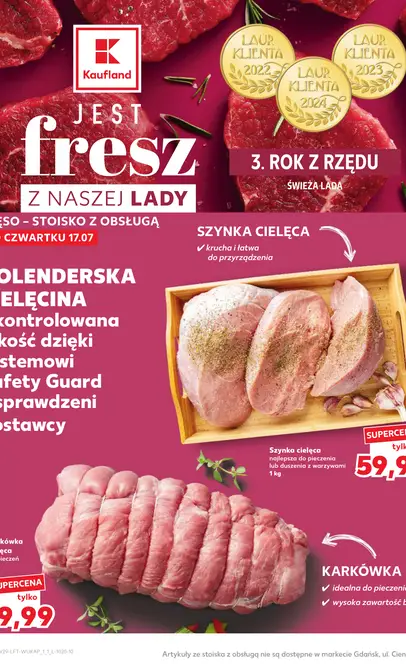 Kaufland
LAUR
KLIENTA
2022
LAUR
KLIENTA
2023
LAUR
KLIENTA
2024
JEST
fresz
Z NASZEJ LADY
3. ROK Z RZĘDU
ŚWIEŻA LADA
ĘSO – STOISKO Z OBSŁUGĄ
CZWARTKU 17.07
SZYNKA CIELĘCA
✔ krucha i łatwa
do przyrządzenia
OLENDERSKA
IELĘCINA
kontrolowana
kość dzięki
stemowi
afety Guard
sprawdzeni
ostawcy
SUPERCENA
tylk
59,9
Szynka cielęca
najlepsza do pieczenia
lub duszenia z warzywami
1 kg
rkówka
ęca
pieczeń
UPERCENA
tylko
9,99
KARKÓWKA
✔ idealna do pieczeni
✔ wysoka zawartość b
Artykuły ze stoiska z obsługą nie są dostępne w markecie Gdańsk, ul. Cien